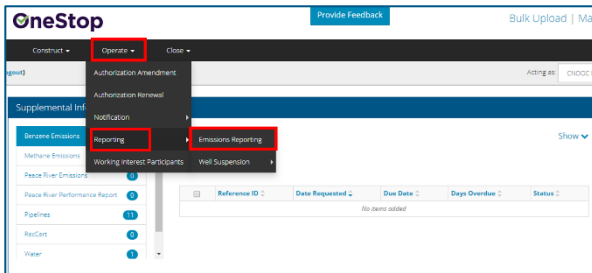 OneStop
Provide Feedback
Bulk Upload | Ma
Construct
Operate
Close
ogout)
Acting as:
Authorization Amendment
Authorization Renewal
Supplemental Inf
Notification
Benzene Emissions
Reporting
Emissions Reporting
Show
Methane Emissions
Working Interest Participants
Well Suspension
Peace River Emissions 0
Peace River Performance Report 0
Reference ID
Date Requested
Due Date
Days Overdue
Status
Pipelines 11
No items added
RecCert 0
Water 1